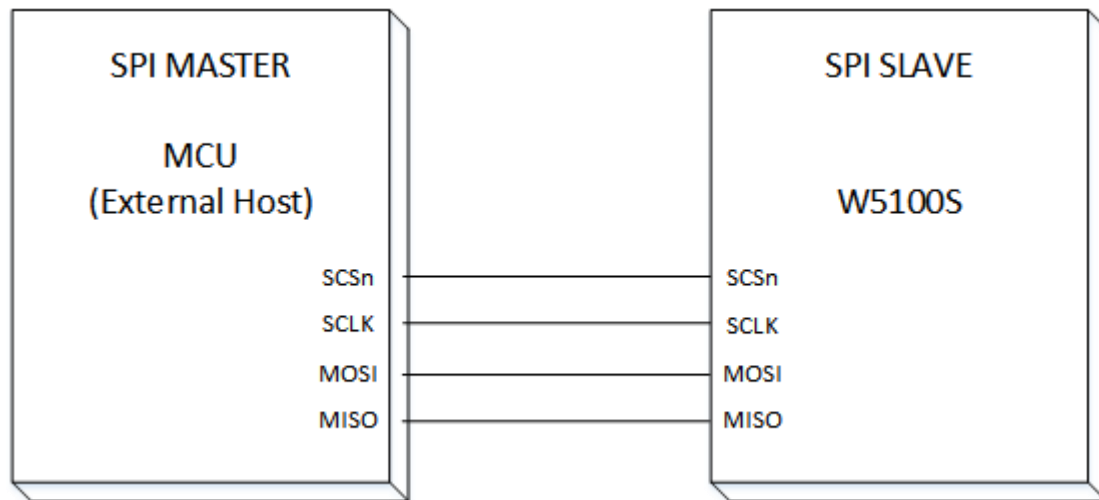 SPI MASTER
MCU
(External Host)
SCSn
SCLK
MOSI
MISO
SPI SLAVE
W5100S
SCSn
SCLK
MOSI
MISO